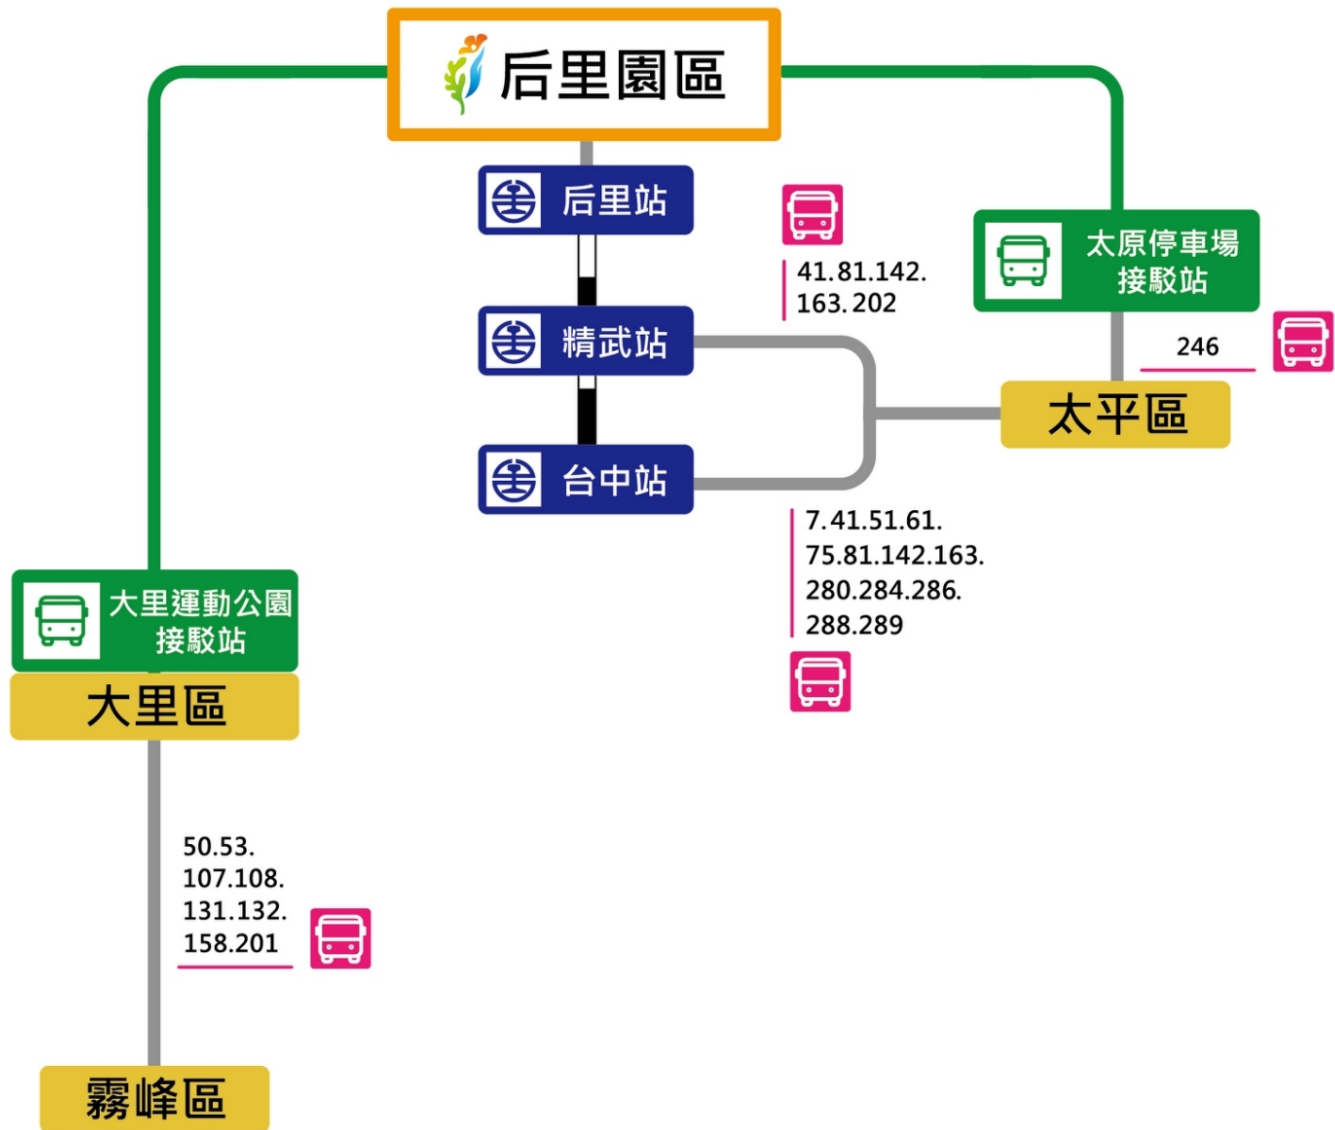 后里園區
后里站
41.81.142.
163.202
太原停車場
接駁站
精武站
246
太平區
台中站
7.41.51.61.
75.81.142.163.
280.284.286.
288.289
大里運動公園
接駁站
大里區
50.53.
107.108.
131.132.
158.201
霧峰區